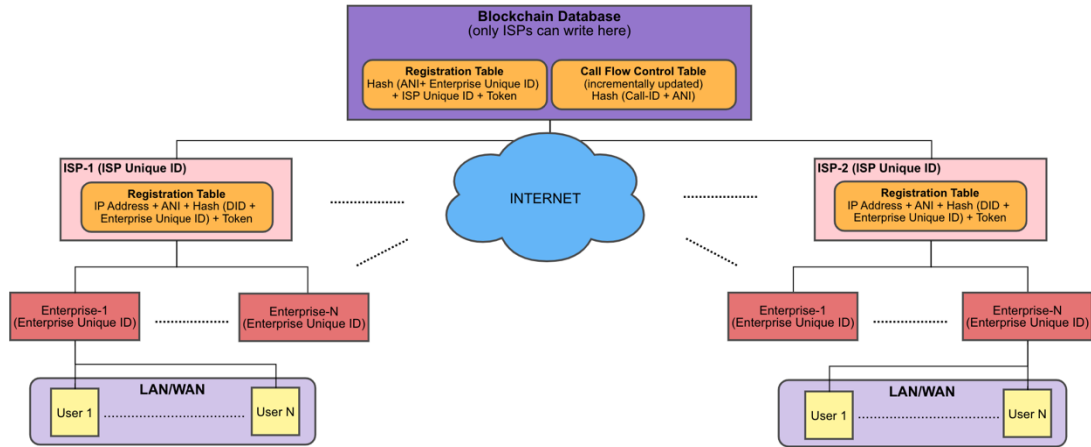 Blockchain Database
(only ISPs can write here)
Registration Table
Hash (ANI+ Enterprise Unique ID)
+ ISP Unique ID + Token
Call Flow Control Table
(incrementally updated)
Hash (Call-ID + ANI)
ISP-1 (ISP Unique ID)
Registration Table
IP Address + ANI + Hash (DID +
Enterprise Unique ID) + Token
INTERNET
ISP-2 (ISP Unique ID)
Registration Table
IP Address + ANI + Hash (DID +
Enterprise Unique ID) + Token
Enterprise-1
(Enterprise Unique ID)
Enterprise-N
(Enterprise Unique ID)
Enterprise-1
(Enterprise Unique ID)
Enterprise-N
(Enterprise Unique ID)
LAN/WAN
User 1
User N
LAN/WAN
User 1
User N